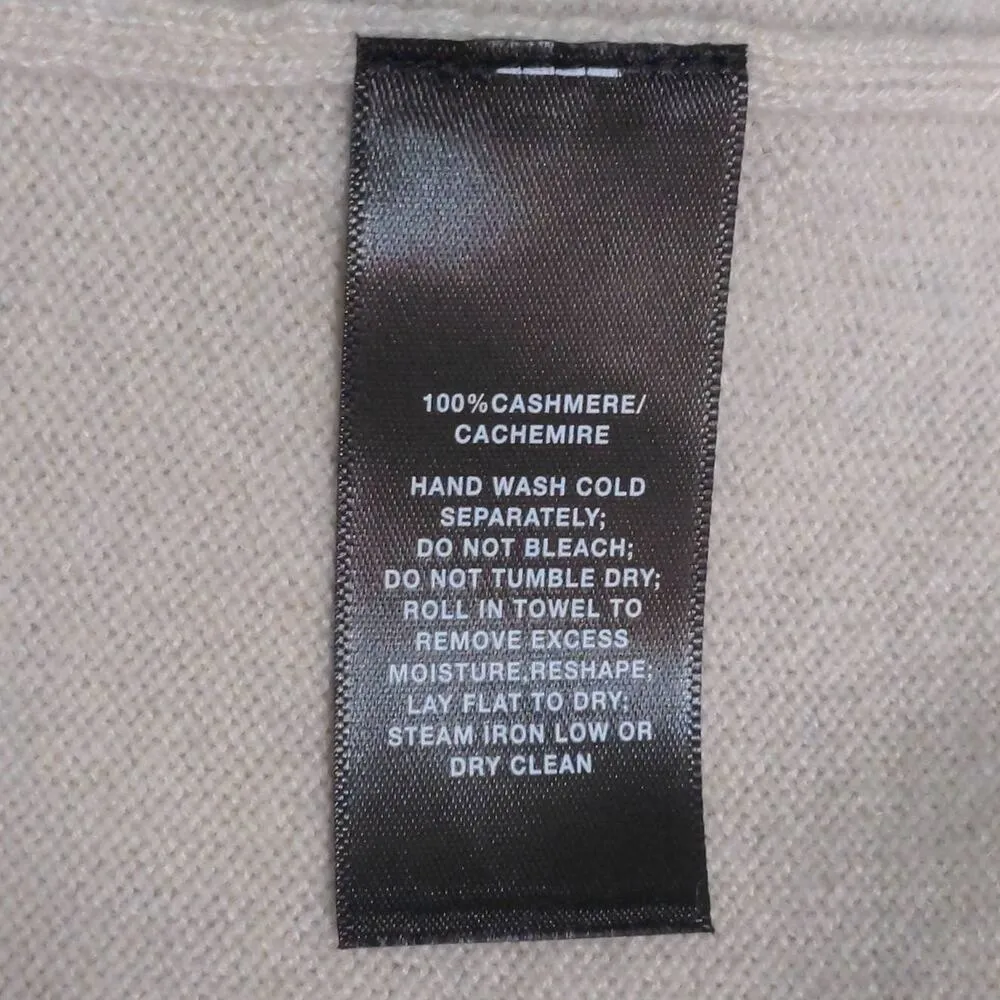 100%CASHMERE/
CACHEMIRE
HAND WASH COLD
SEPARATELY;
DO NOT BLEACH;
DO NOT TUMBLE DRY;
ROLL IN TOWEL TO
REMOVE EXCESS
MOISTURE,RESHAPE;
LAY FLAT TO DRY;
STEAM IRON LOW OR
DRY CLEAN